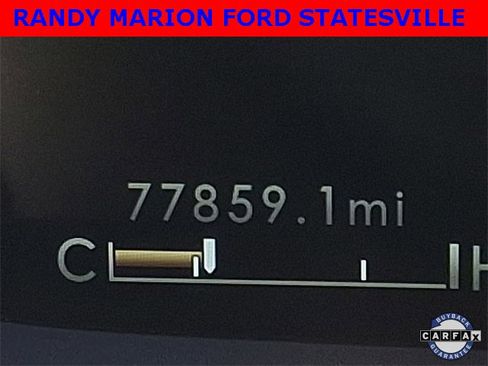 RANDY MARION FORD STATESVILLE
77859.1mi
C H
BUYBACK
CARFAX
GUARANTEE